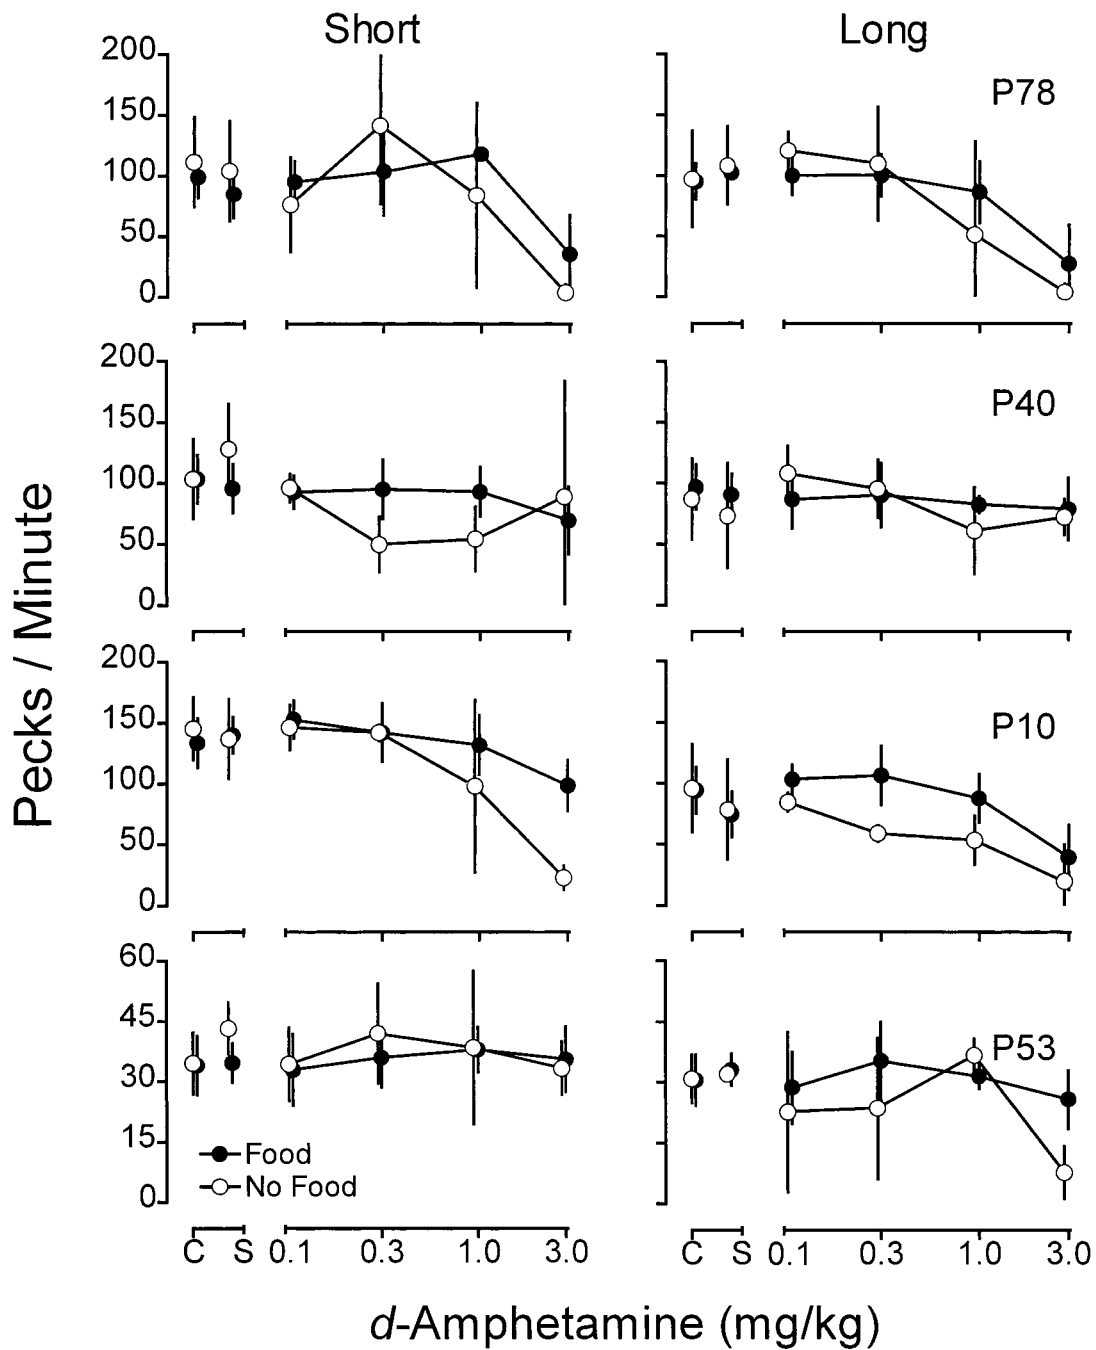 Short Long
200
150
100
50
0
P78
200
150
100
50
0
P40
200
150
100
50
0
P10
60
45
30
15
0
P53
Food
No Food
C S 0.1 0.3 1.0 3.0 C S 0.1 0.3 1.0 3.0
Pecks / Minute
d-Amphetamine (mg/kg)